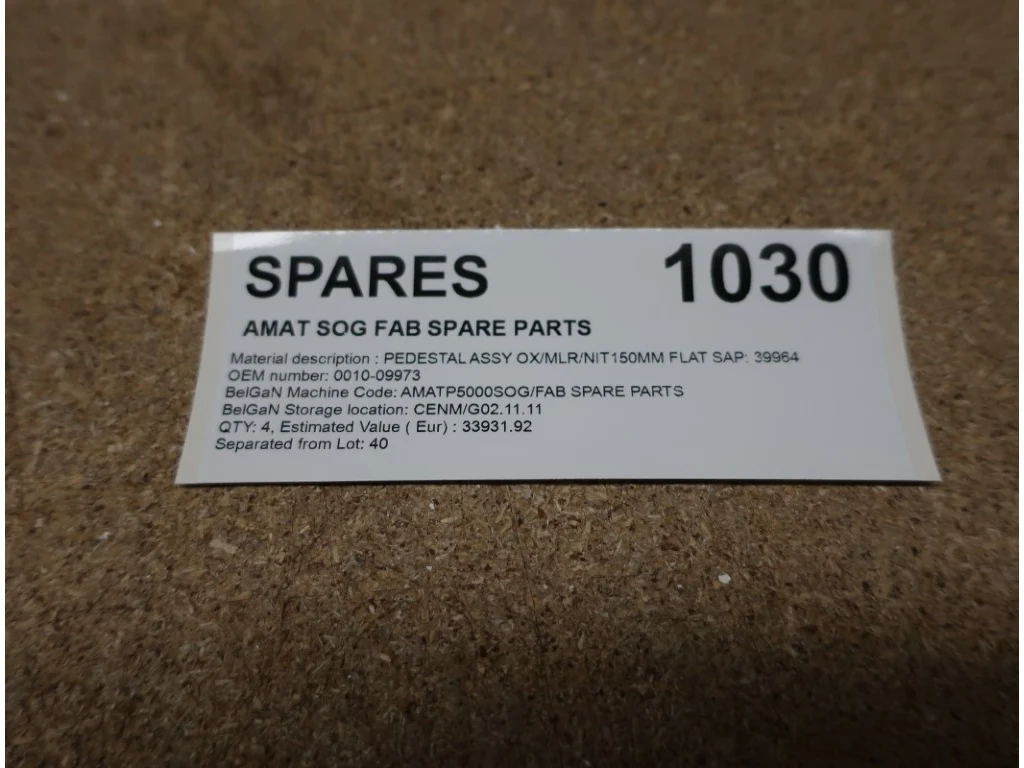 SPARES 1030
AMAT SOG FAB SPARE PARTS
Material description : PEDESTAL ASSY OX/MLR/NIT150MM FLAT SAP: 39964
OEM number: 0010-09973
BelGaN Machine Code: AMATP5000SOG/FAB SPARE PARTS
BelGaN Storage location: CENM/G02.11.11
QTY: 4, Estimated Value ( Eur) : 33931.92
Separated from Lot: 40